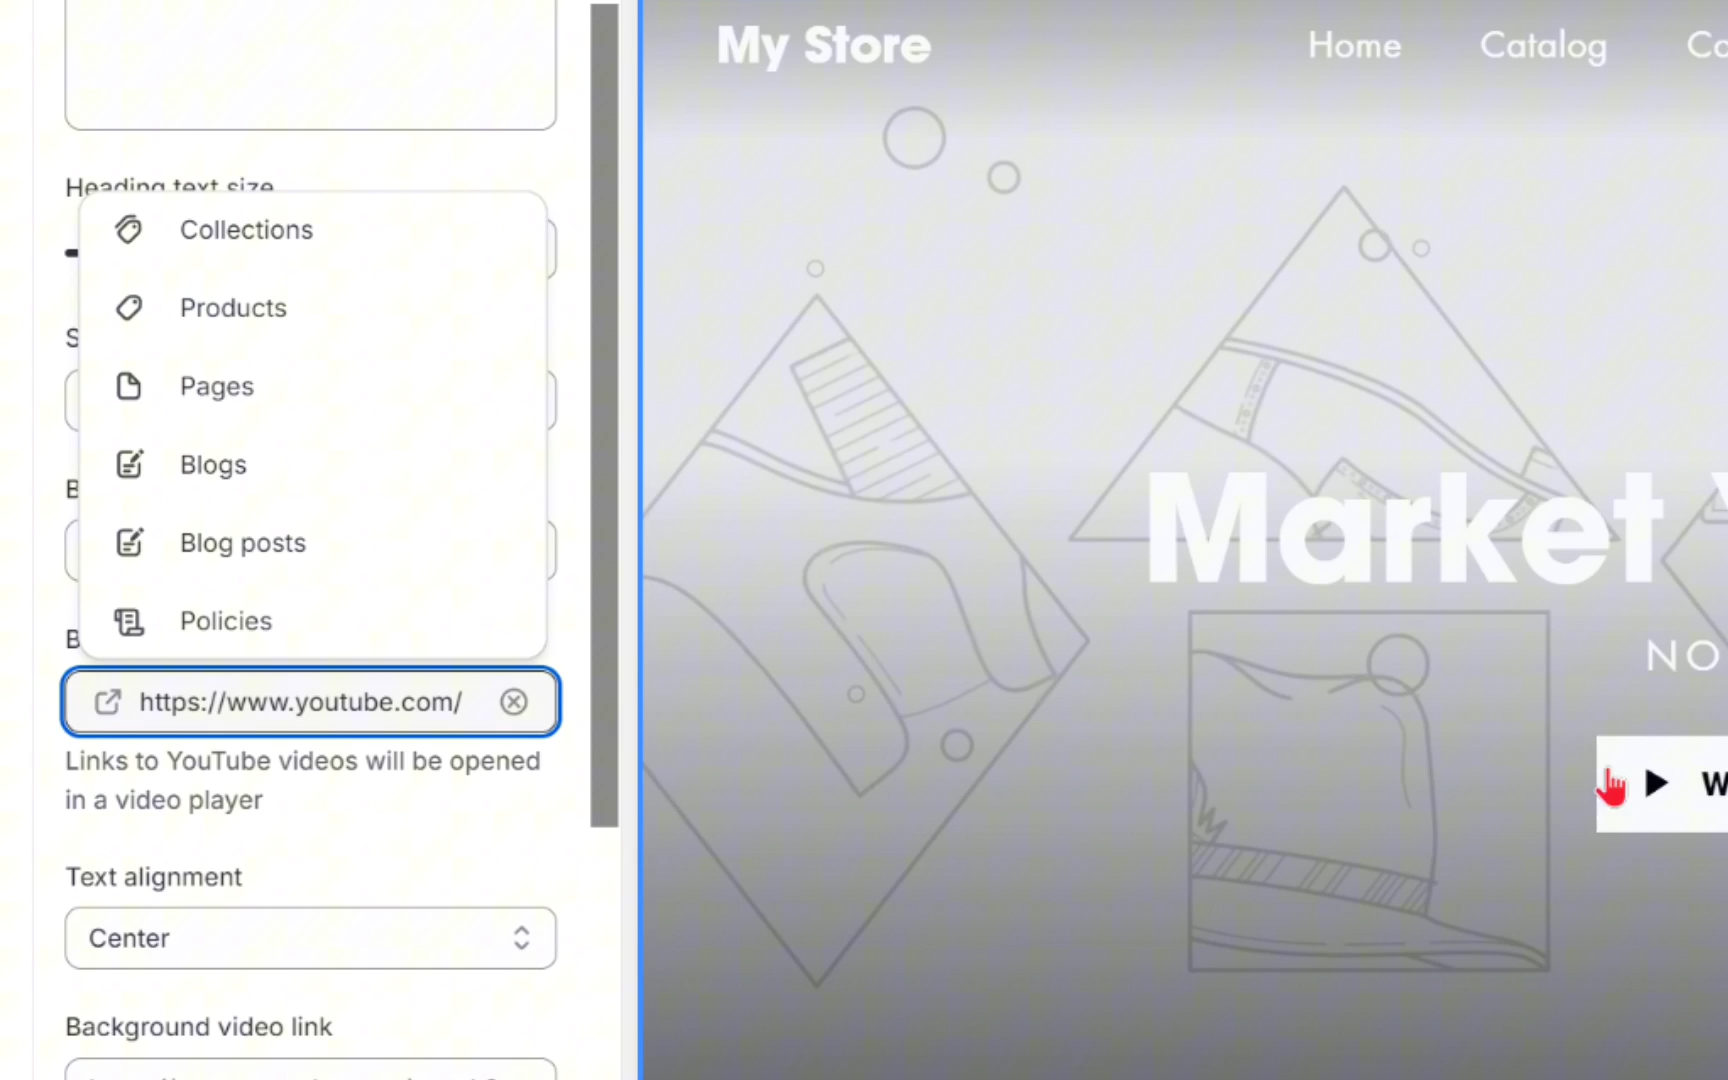 My Store
Home
Catalog
Heading text size
Collections
Products
Pages
Blogs
Blog posts
Policies
https://www.youtube.com/
Links to YouTube videos will be opened
in a video player
Text alignment
Center
Background video link
Market